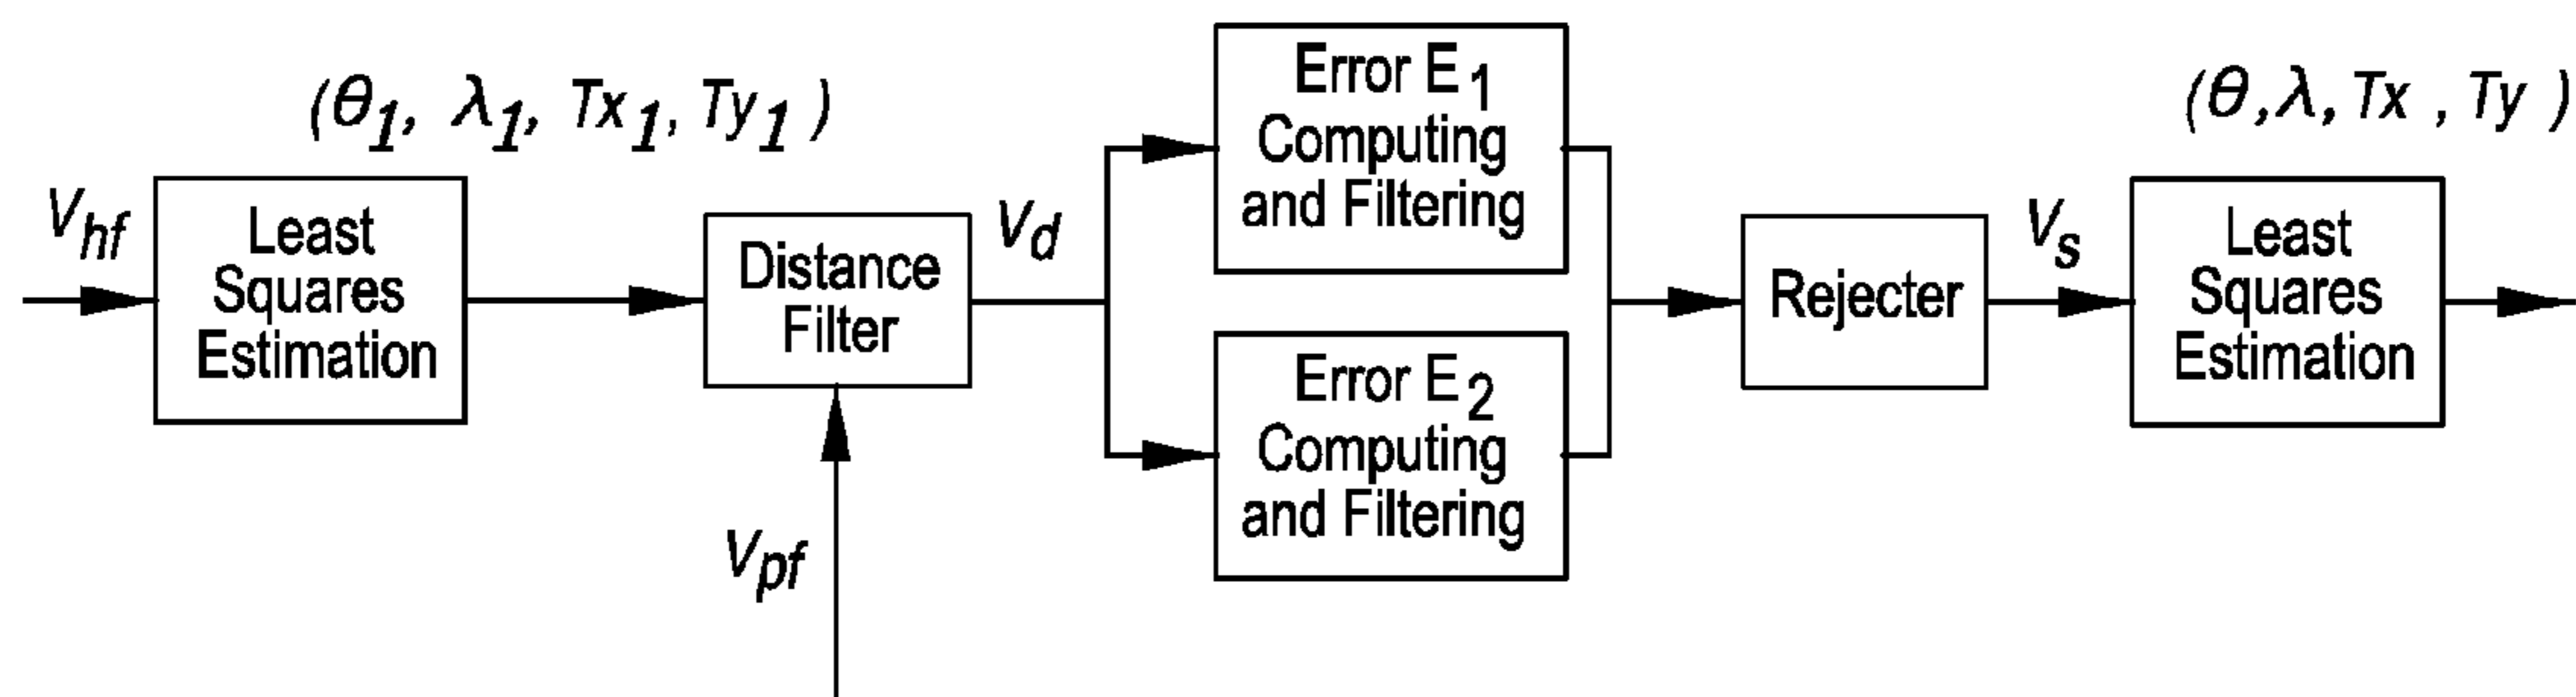 (θ1, λ1, Tx1, Ty1 )
Vhf
Least
Squares
Estimation
Distance
Filter
Vpf
Vd
Error E1
Computing
and Filtering
Error E2
Computing
and Filtering
Rejecter
Vs
(θ,λ, Tx , Ty )
Least
Squares
Estimation